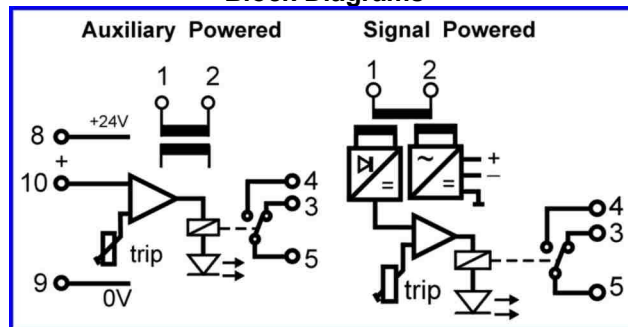 Block Diagrams
Auxiliary Powered
Signal Powered
1 2
8 +24V
+
10
4
3
trip
5
9 0V
1 2
=
~
=
+
–
4
3
trip
5